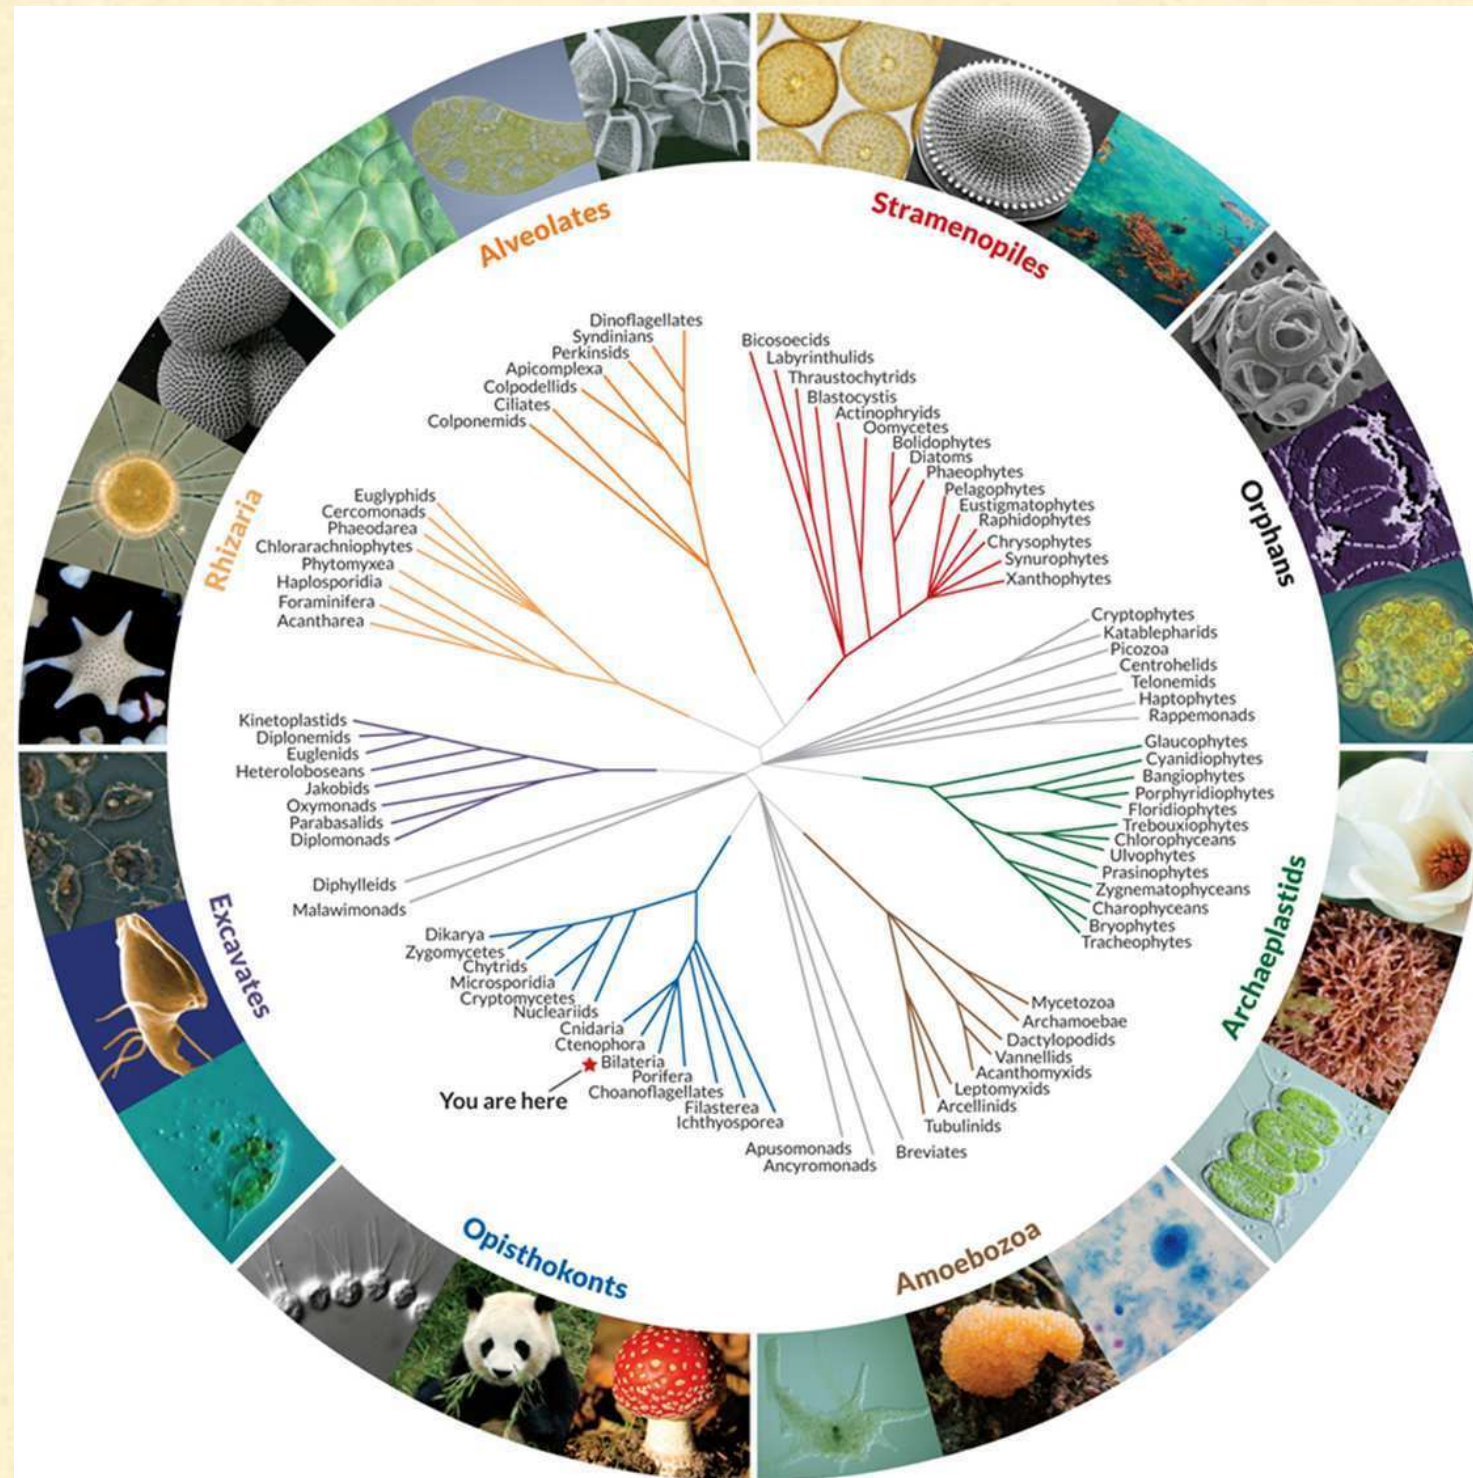 Alveolates
Stramenopiles
Dinoflagellates
Syndinians
Perkinsids
Apicomplexa
Colpodellids
Ciliates
Colponemids
Bicosoecids
Labyrinthulids
Thraustochytrids
Blastocystis
Actinophryids
Oomycetes
Bolidophytes
Diatoms
Phaeophytes
Pelagophytes
Eustigmatophytes
Raphidophytes
Chrysophytes
Synurophytes
Xanthophytes
Rhizaria
Euglyphids
Cercomonads
Phaeodarea
Chlorarachniophytes
Phytomyxea
Haplosporidia
Foraminifera
Acantharea
Orphans
Cryptophytes
Katablepharids
Picozoa
Centrohelids
Telonemids
Haptophytes
Rappemonads
Kinetoplastids
Diplonemids
Euglenids
Heteroloboseans
Jakobids
Oxymonads
Parabasalids
Diplomonads
Diphylleids
Malawimonads
Excavates
Glaucophytes
Cyanidiophytes
Bangiophytes
Porphyridiophytes
Floridiophytes
Trebouxiophytes
Chlorophyceans
Ulvophytes
Prasinophytes
Zygnematophyceans
Charophyceans
Bryophytes
Tracheophytes
Archaeplastids
Dikarya
Zygomycetes
Chytrids
Microsporidia
Cryptomycetes
Nucleariids
Cnidaria
Ctenophora
Bilateria
Porifera
You are here
Choanoflagellates
Filasterea
Ichthyosporea
Mycetozoa
Archamoebae
Dactylopodids
Vannellids
Acanthomyxids
Leptomyxids
Arcellinids
Tubulinids
Apusomonads
Ancyromonads
Breviates
Opisthokonts
Amoebozoa